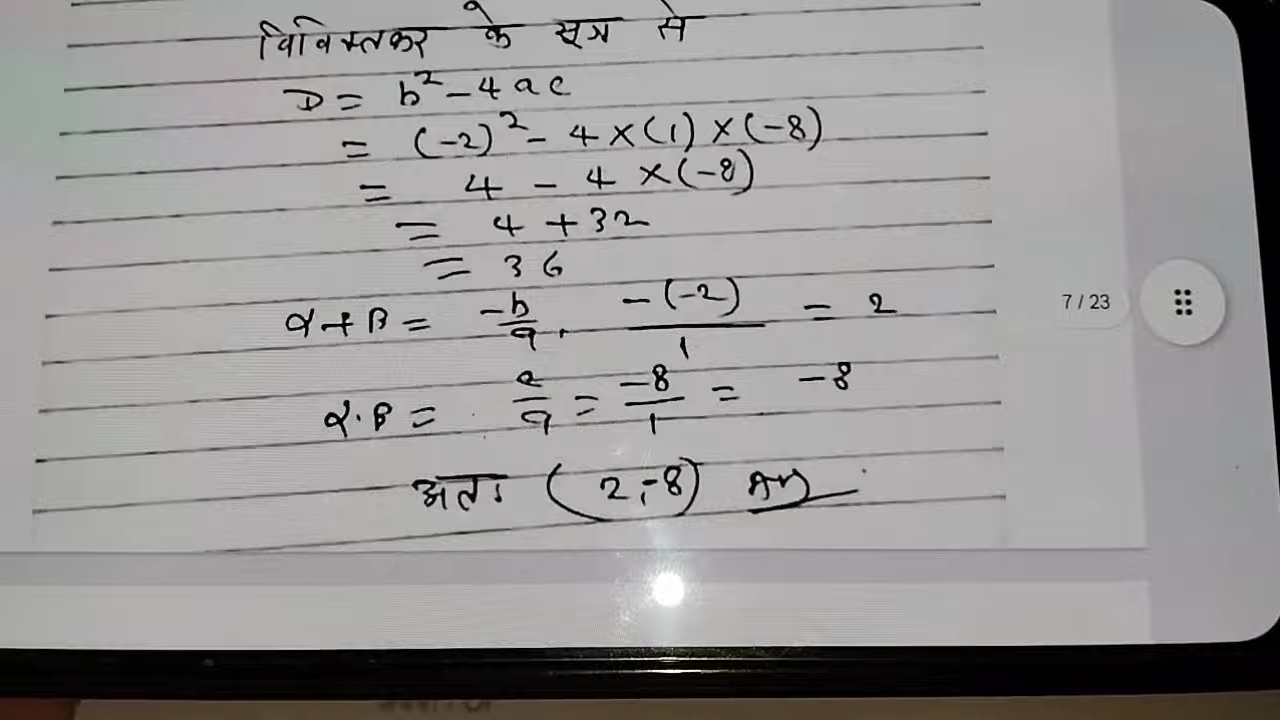 विविक्तकर के सूत्र से
D = b² - 4ac
= (-2)² - 4 × (1) × (-8)
= 4 - 4 × (-8)
= 4 + 32
= 36
α + β = -b/a, -(-2)/1 = 2
7 / 23
α.β = c/a = -8/1 = -8
अतः (2, -8) Ans